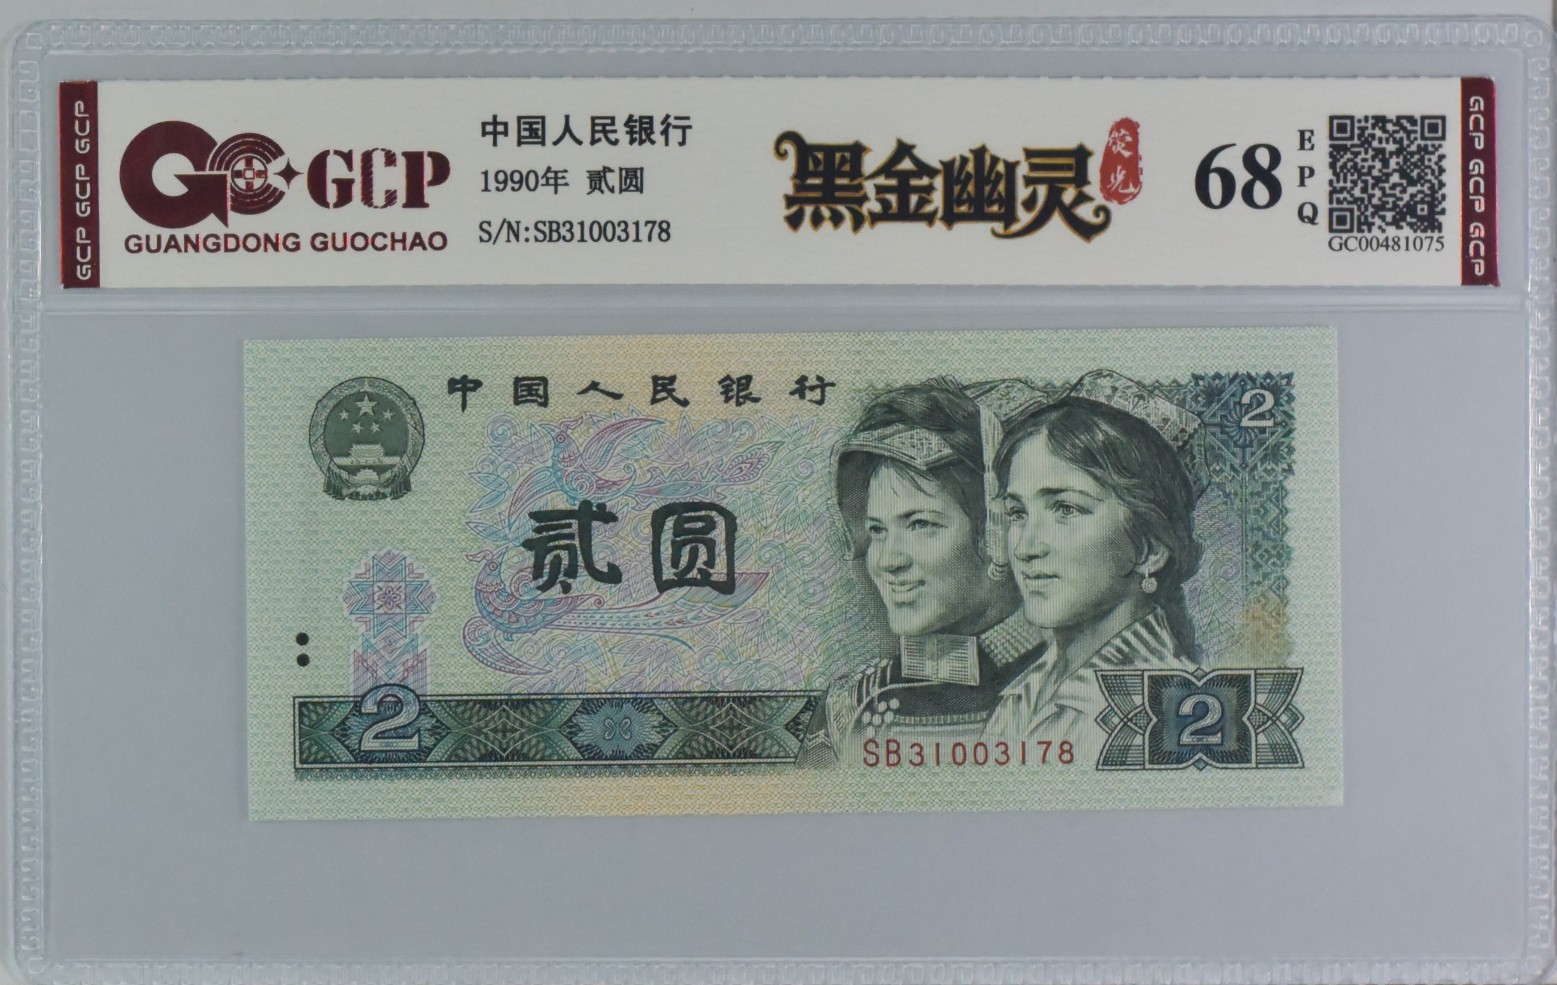 GCP GCP GCP
GCP
GUANGDONG GUOCHAO
中国人民银行
1990年 贰圆
S/N:SB31003178
黑金幽灵
荧光
68
EPQ
GC00481075
GCP GCP GCP
中国人民银行
2
贰圆
2
SB31003178
2